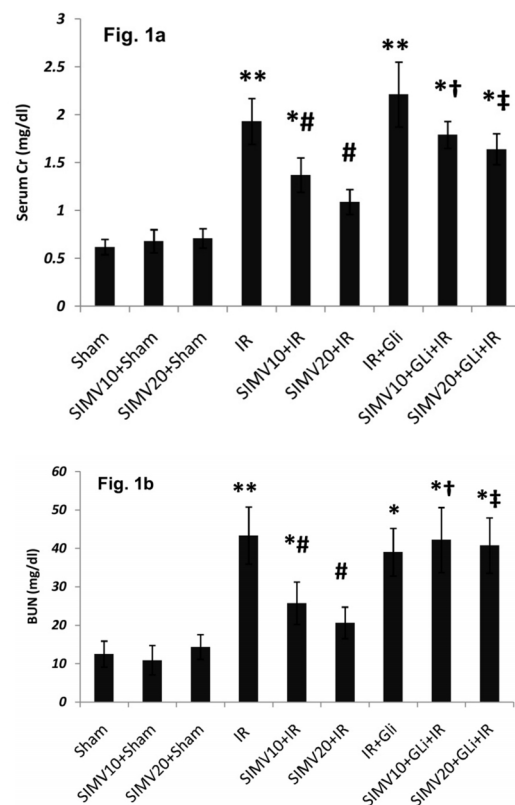 Fig. 1a
Serum Cr (mg/dl)
3
2.5
2
1.5
1
0.5
0
**
*#
#
**
*†
*‡
Sham
SIMV10+Sham
SIMV20+Sham
IR
SIMV10+IR
SIMV20+IR
IR+Gli
SIMV10+GLi+IR
SIMV20+GLi+IR
Fig. 1b
BUN (mg/dl)
60
50
40
30
20
10
0
**
*#
#
*
*†
*‡
Sham
SIMV10+Sham
SIMV20+Sham
IR
SIMV10+IR
SIMV20+IR
IR+Gli
SIMV10+GLi+IR
SIMV20+GLi+IR